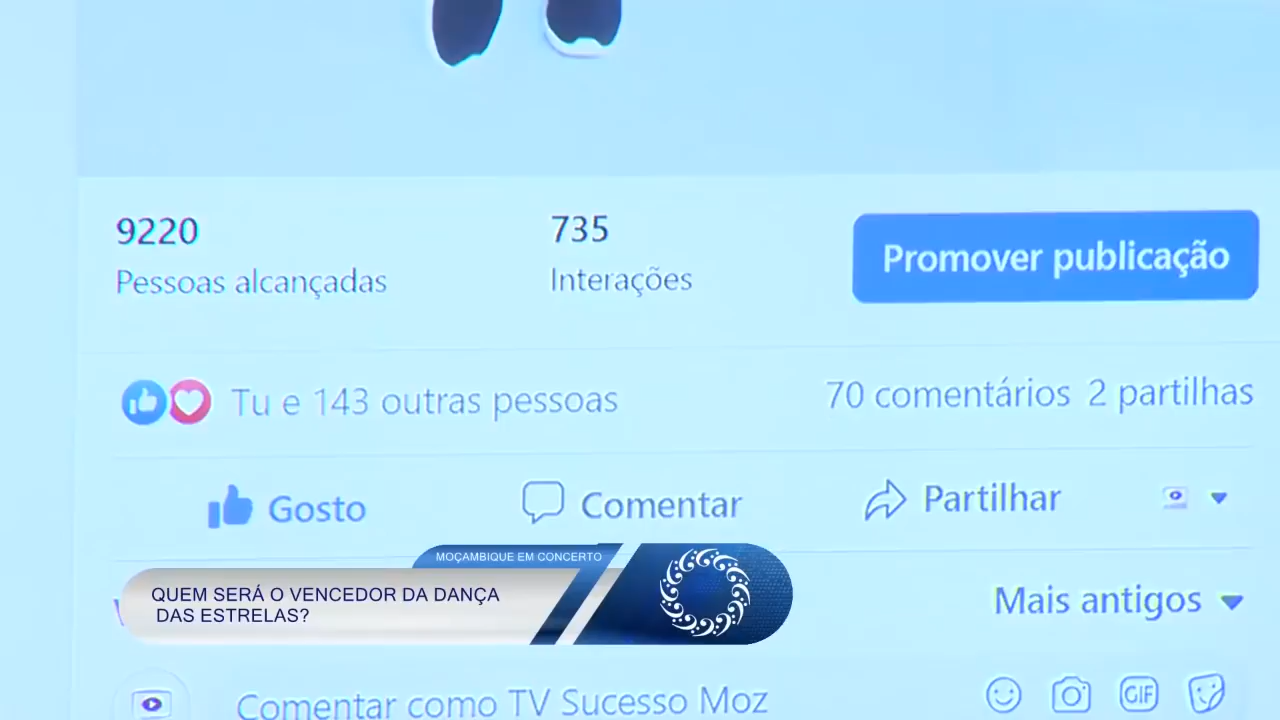 9220
Pessoas alcançadas
735
Interações
Promover publicação
Tu e 143 outras pessoas
70 comentários 2 partilhas
Gosto
Comentar
Partilhar
MOÇAMBIQUE EM CONCERTO
QUEM SERÁ O VENCEDOR DA DANÇA
DAS ESTRELAS?
Mais antigos
Comentar como TV Sucesso Moz
GIF